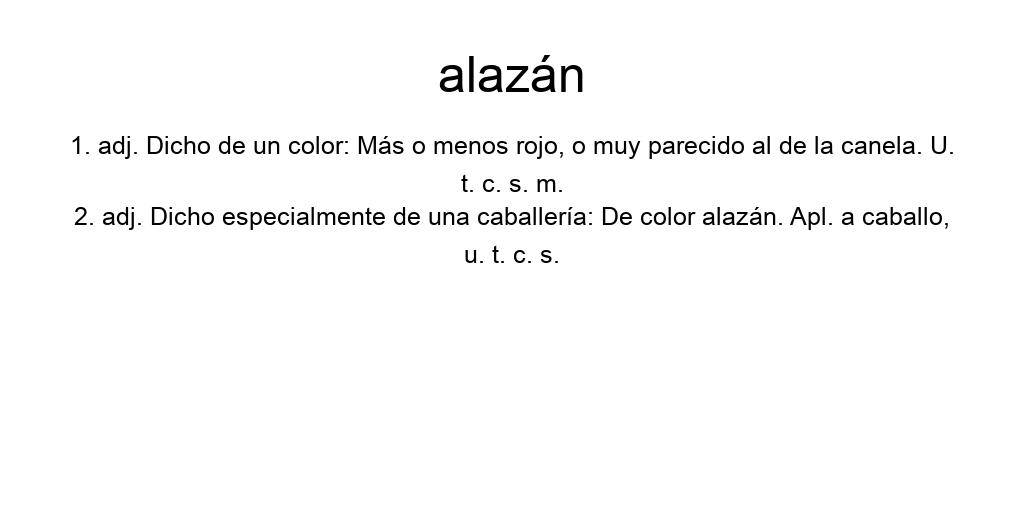 alazán
1. adj. Dicho de un color: Más o menos rojo, o muy parecido al de la canela. U.
t. c. s. m.
2. adj. Dicho especialmente de una caballería: De color alazán. Apl. a caballo,
u. t. c. s.